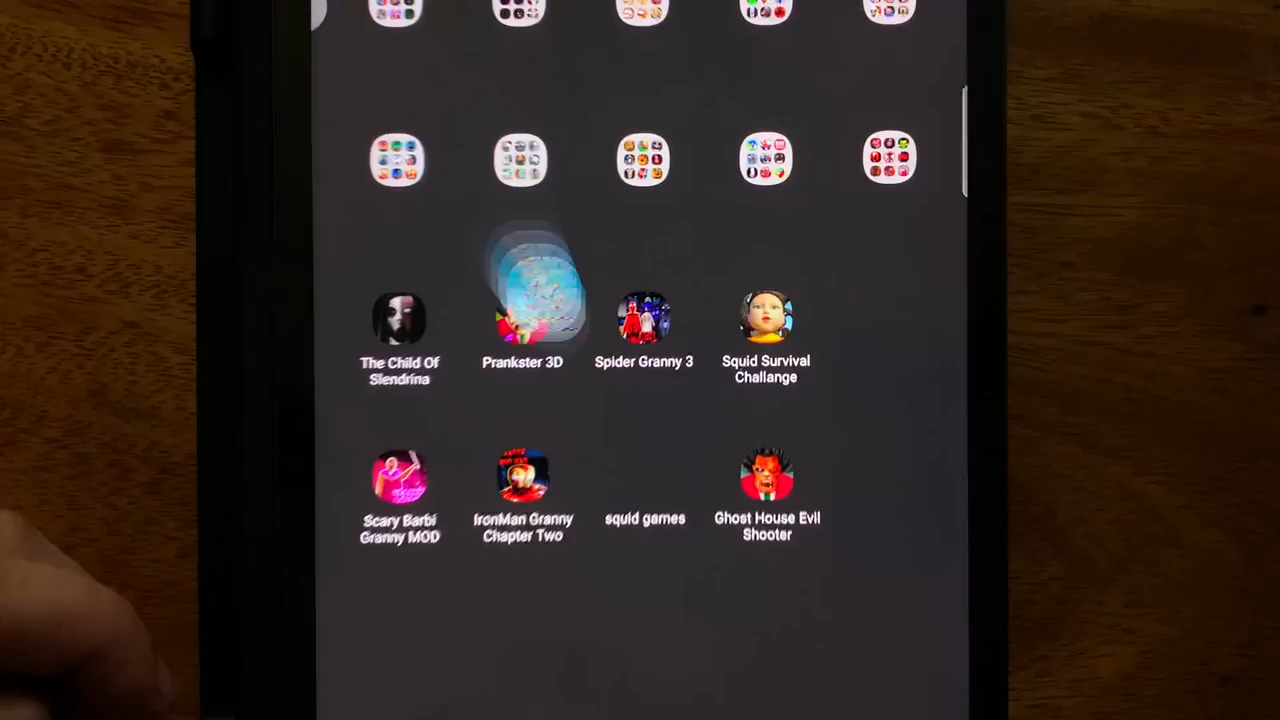 The Child Of
Slendrina
Prankster 3D
Spider Granny 3
Squid Survival
Challange
Scary Barbi
Granny MOD
IronMan Granny
Chapter Two
squid games
Ghost House Evil
Shooter